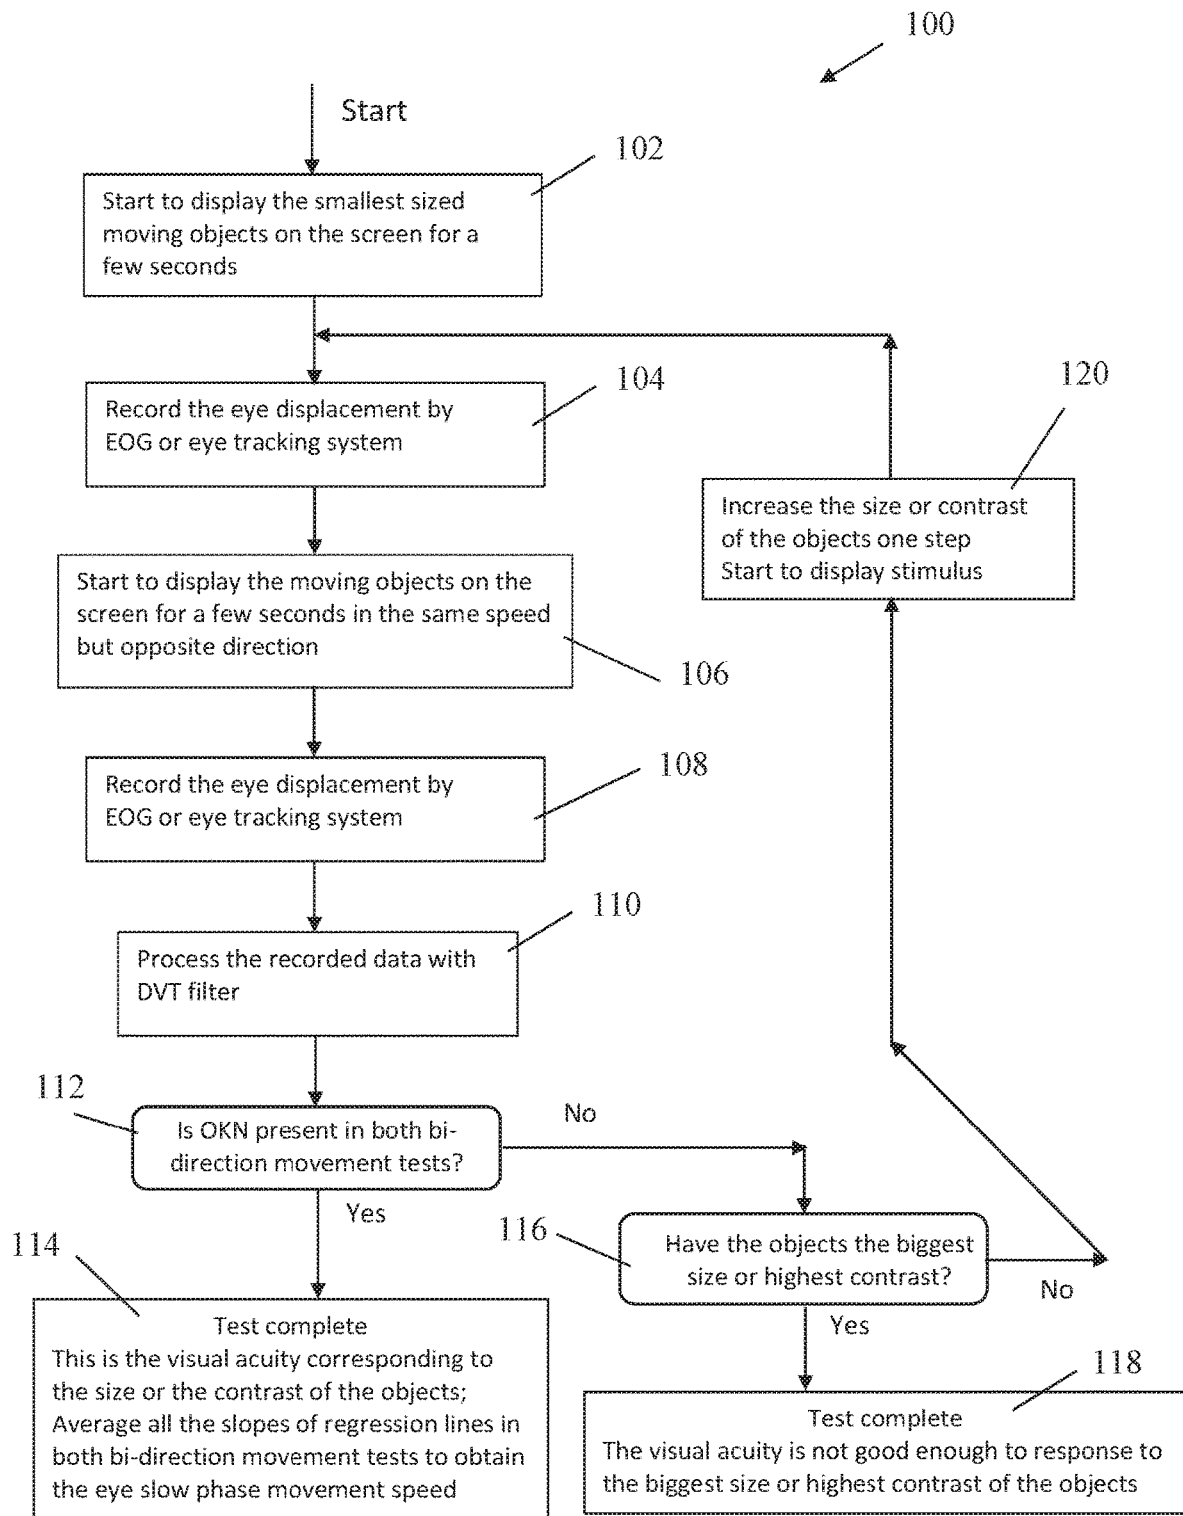 100
Start
102
Start to display the smallest sized
moving objects on the screen for a
few seconds
104
Record the eye displacement by
EOG or eye tracking system
120
Increase the size or contrast
of the objects one step
Start to display stimulus
Start to display the moving objects on the
screen for a few seconds in the same speed
but opposite direction
106
108
Record the eye displacement by
EOG or eye tracking system
110
Process the recorded data with
DVT filter
112
Is OKN present in both bi-
direction movement tests?
No
Yes
116
Have the objects the biggest
size or highest contrast?
No
Yes
114
Test complete
This is the visual acuity corresponding to
the size or the contrast of the objects;
Average all the slopes of regression lines in
both bi-direction movement tests to obtain
the eye slow phase movement speed
118
Test complete
The visual acuity is not good enough to response to
the biggest size or highest contrast of the objects